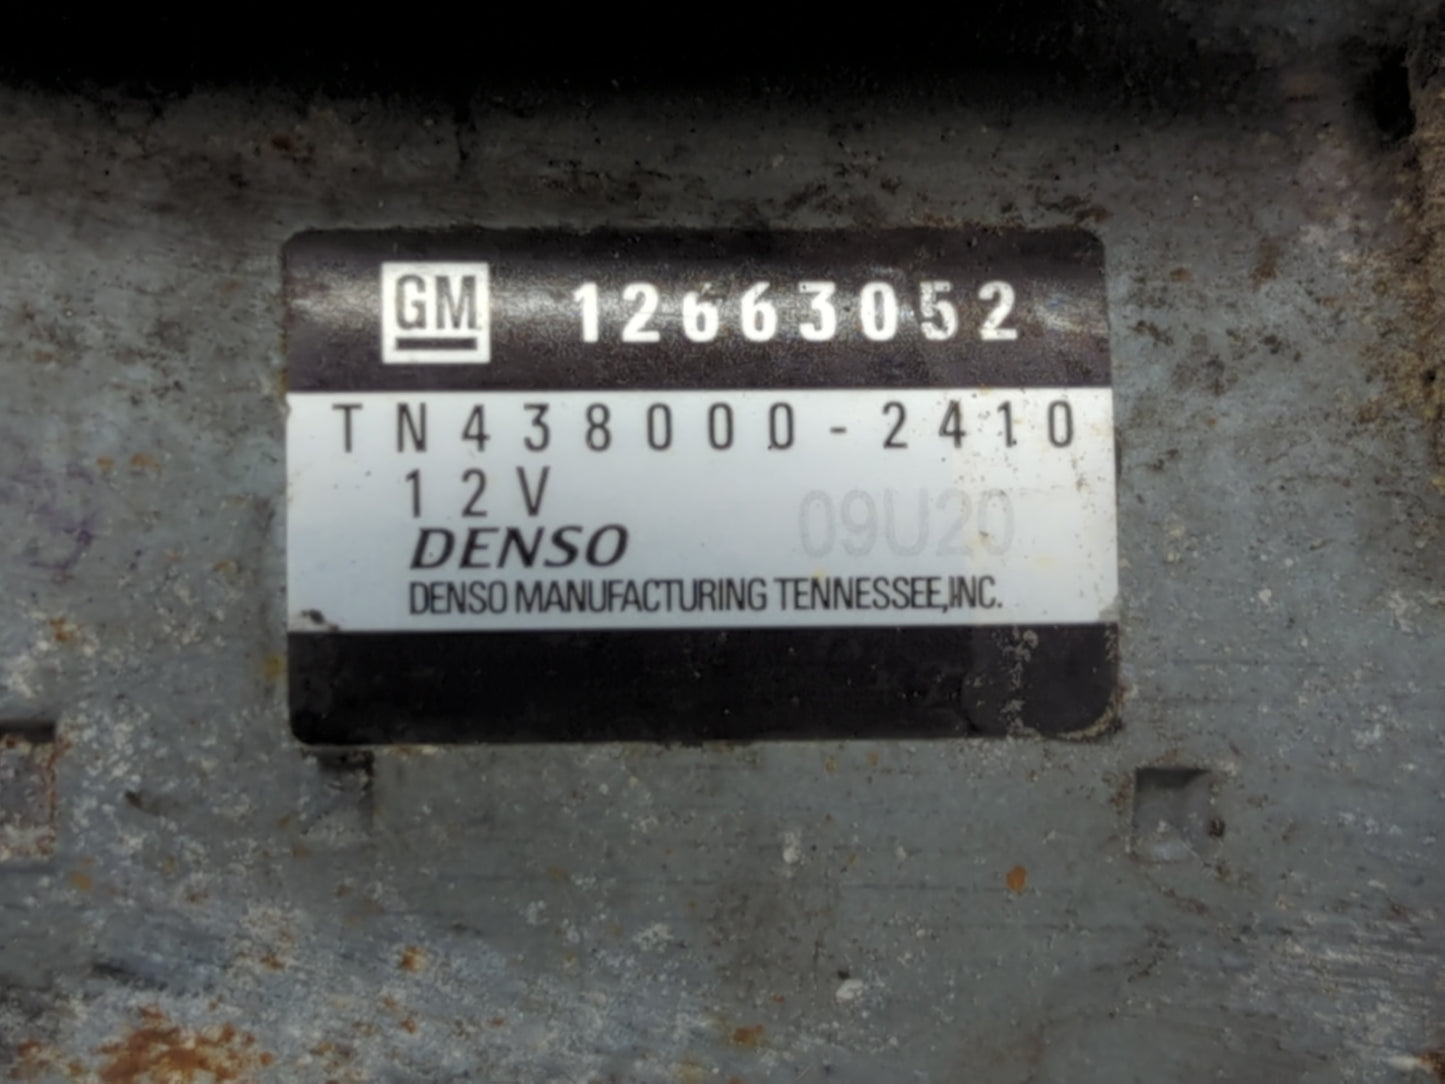 GM 12663052
TN438000-2410
12V 09U20
DENSO
DENSO MANUFACTURING TENNESSEE,INC.